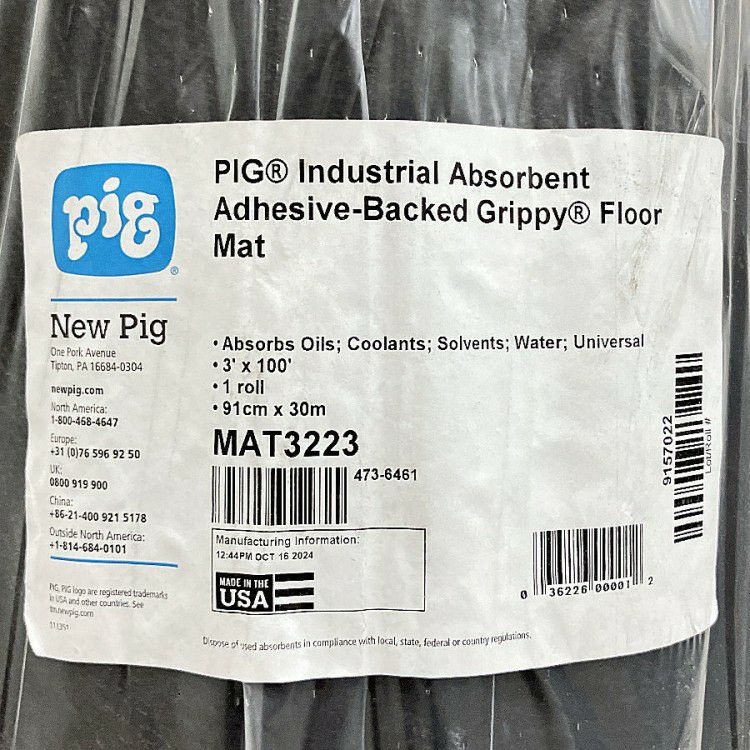 pig
®
New Pig
One Pork Avenue
Tipton, PA 16684-0304
newpig.com
North America:
1-800-468-4647
Europe:
+31 (0)76 596 92 50
UK:
0800 919 900
China:
+86-21-400 921 5178
Outside North America:
+1-814-684-0101
PIG, PIG logo are registered trademarks
in USA and other countries. See
tm.newpig.com
PIG® Industrial Absorbent
Adhesive-Backed Grippy® Floor
Mat
• Absorbs Oils; Coolants; Solvents; Water; Universal
• 3' x 100'
• 1 roll
• 91cm x 30m
MAT3223
473-6461
Manufacturing Information:
12:44PM OCT 16 2024
MADE IN THE
USA
0 36226 00001 2
9157022
Lot/Roll #
Dispose of used absorbents in compliance with local, state, federal or country regulations.